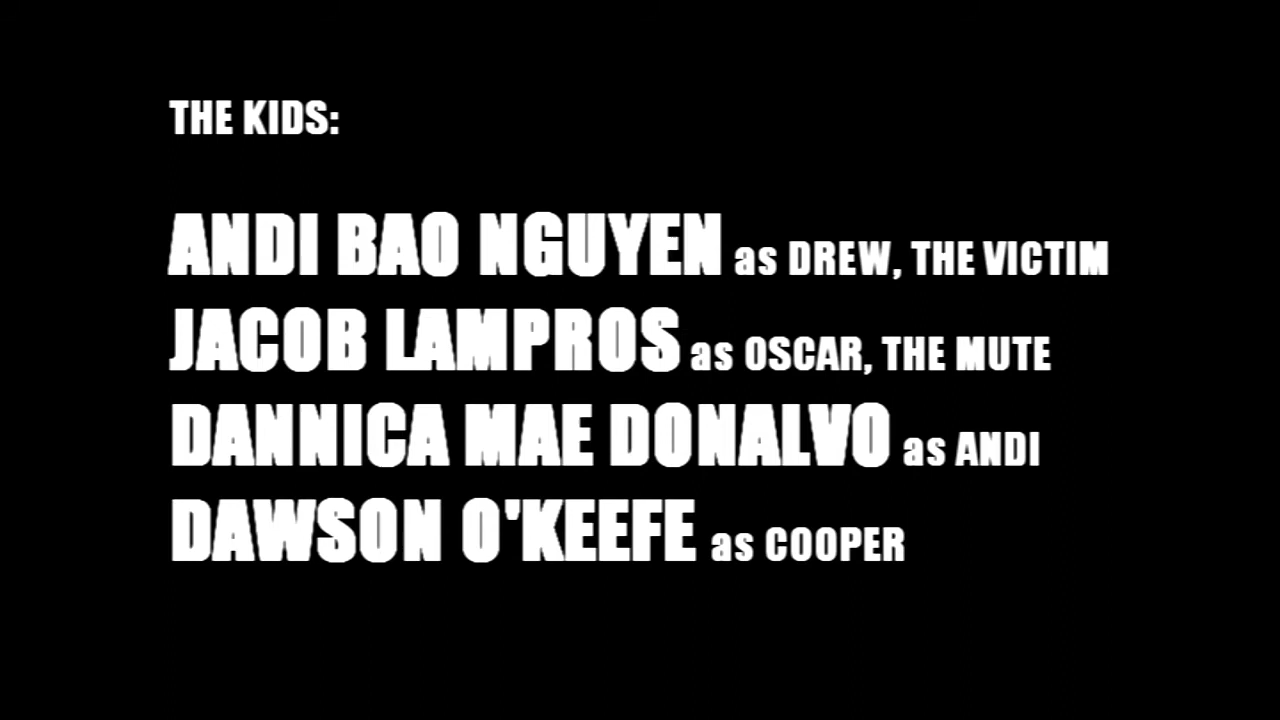 THE KIDS:
ANDI BAO NGUYEN as DREW, THE VICTIM
JACOB LAMPROS as OSCAR, THE MUTE
DANNICA MAE DONALVO as ANDI
DAWSON O'KEEFE as COOPER